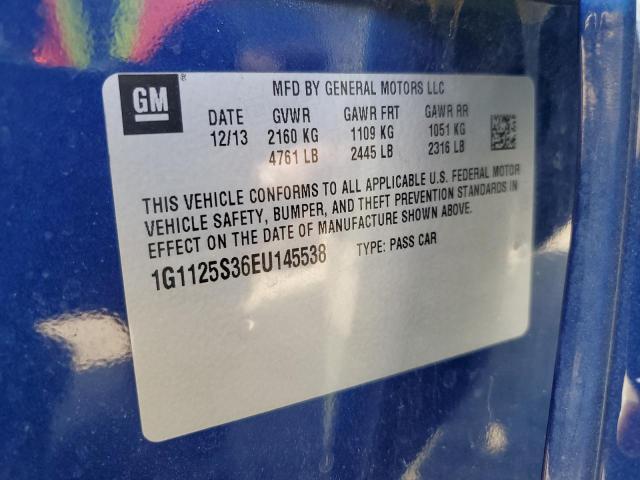 GM®
MFD BY GENERAL MOTORS LLC
DATE GVWR GAWR FRT GAWR RR
12/13 2160 KG 1109 KG 1051 KG
4761 LB 2445 LB 2316 LB
THIS VEHICLE CONFORMS TO ALL APPLICABLE U.S. FEDERAL MOTOR
VEHICLE SAFETY, BUMPER, AND THEFT PREVENTION STANDARDS IN
EFFECT ON THE DATE OF MANUFACTURE SHOWN ABOVE.
1G1125S36EU145538 TYPE: PASS CAR